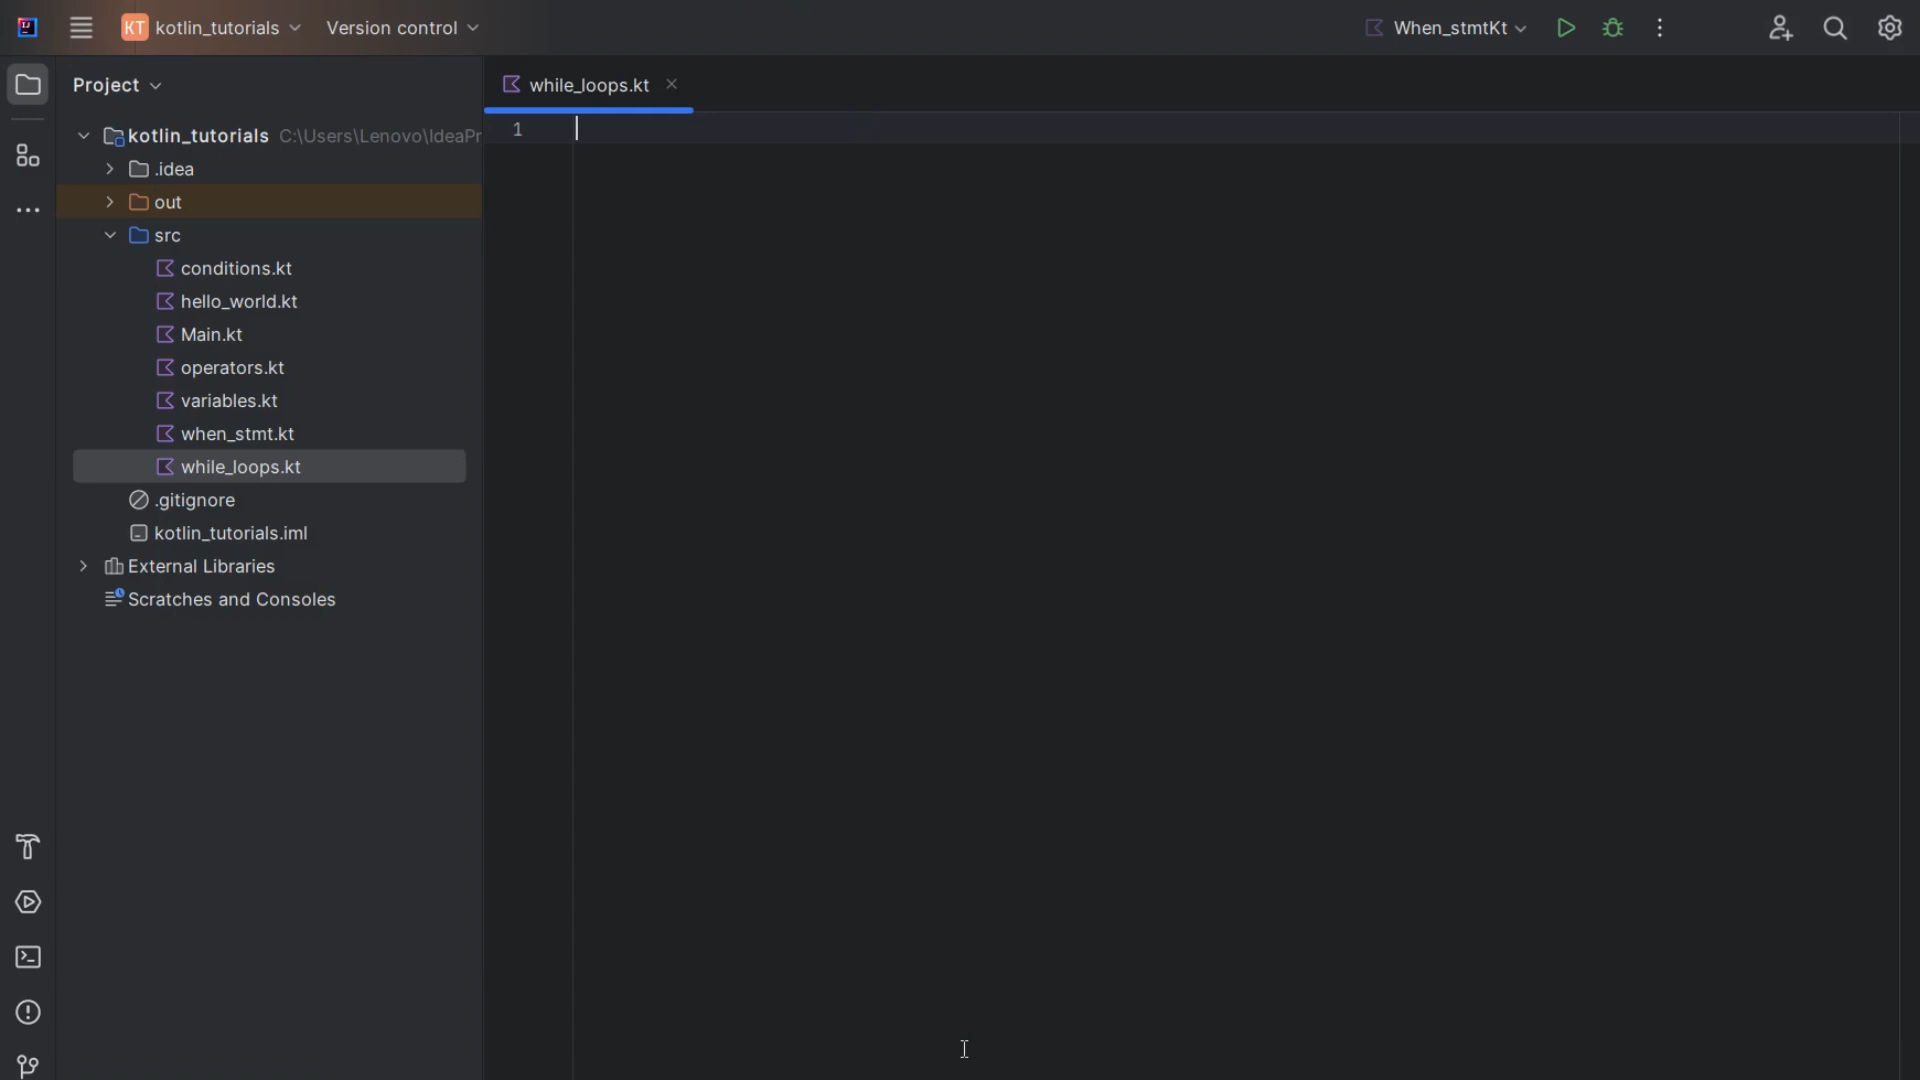 KT kotlin_tutorials Version control When_stmtKt
Project
while_loops.kt
kotlin_tutorials C:\Users\Lenovo\IdeaPr
1
.idea
out
src
conditions.kt
hello_world.kt
Main.kt
operators.kt
variables.kt
when_stmt.kt
while_loops.kt
.gitignore
kotlin_tutorials.iml
External Libraries
Scratches and Consoles